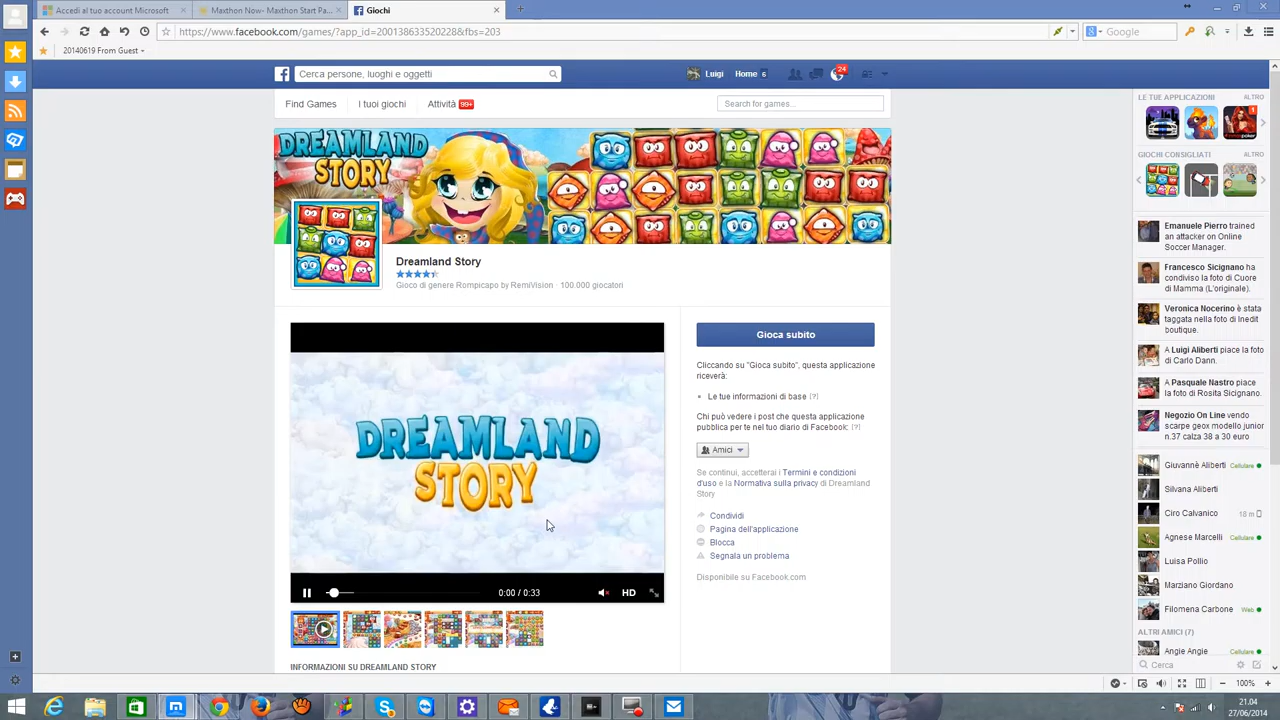 Accedi al tuo account Microsoft
Maxthon Now- Maxthon Start Pa...
Giochi
https://www.facebook.com/games/?app_id=200138633520228&fbs=203
Google
20140619 From Guest
Cerca persone, luoghi e oggetti
Luigi
Home 6
24
Find Games
I tuoi giochi
Attività 99+
Search for games...
DREAMLAND
STORY
Dreamland Story
Gioco di genere Rompicapo by RemiVision · 100.000 giocatori
DREAMLAND
STORY
0:00 / 0:33
HD
INFORMAZIONI SU DREAMLAND STORY
Gioca subito
Cliccando su "Gioca subito", questa applicazione
riceverà:
Le tue informazioni di base [?]
Chi può vedere i post che questa applicazione
pubblica per te nel tuo diario di Facebook: [?]
Amici
Se continui, accetterai i Termini e condizioni
d'uso e la Normativa sulla privacy di Dreamland
Story
Condividi
Pagina dell'applicazione
Blocca
Segnala un problema
Disponibile su Facebook.com
LE TUE APPLICAZIONI
ALTRO
1
GIOCHI CONSIGLIATI
ALTRO
Emanuele Pierro trained
an attacker on Online
Soccer Manager.
Francesco Sicignano ha
condiviso la foto di Cuore
di Mamma (L'originale).
Veronica Nocerino è stata
taggata nella foto di Inedit
boutique.
A Luigi Aliberti piace la foto
di Carlo Dann.
A Pasquale Nastro piace
la foto di Rosita Sicignano.
Negozio On Line vendo
scarpe geox modello junior
n.37 calza 38 a 30 euro
Giuvannè Aliberti Cellulare
Silvana Aliberti
Ciro Calvanico 18 m
Agnese Marcelli Cellulare
Luisa Pollio
Marziano Giordano
Filomena Carbone Web
ALTRI AMICI (7)
Angie Angie Cellulare
Cerca
100%
21.04
27/06/2014